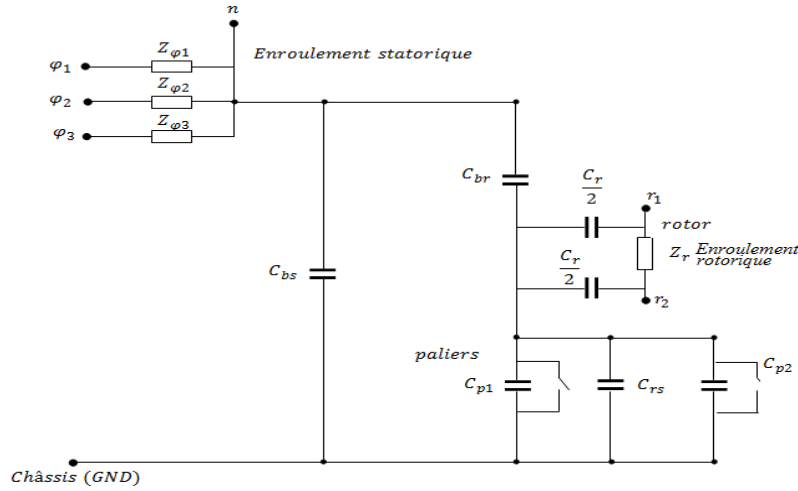 n
Enroulement statorique
Zφ1
φ1
Zφ2
φ2
Zφ3
φ3
Cbr
Cr
2
r1
rotor
Zr Enroulement
rotorique
Cr
2
r2
Cbs
paliers
Cp1
Crs
Cp2
Châssis (GND)